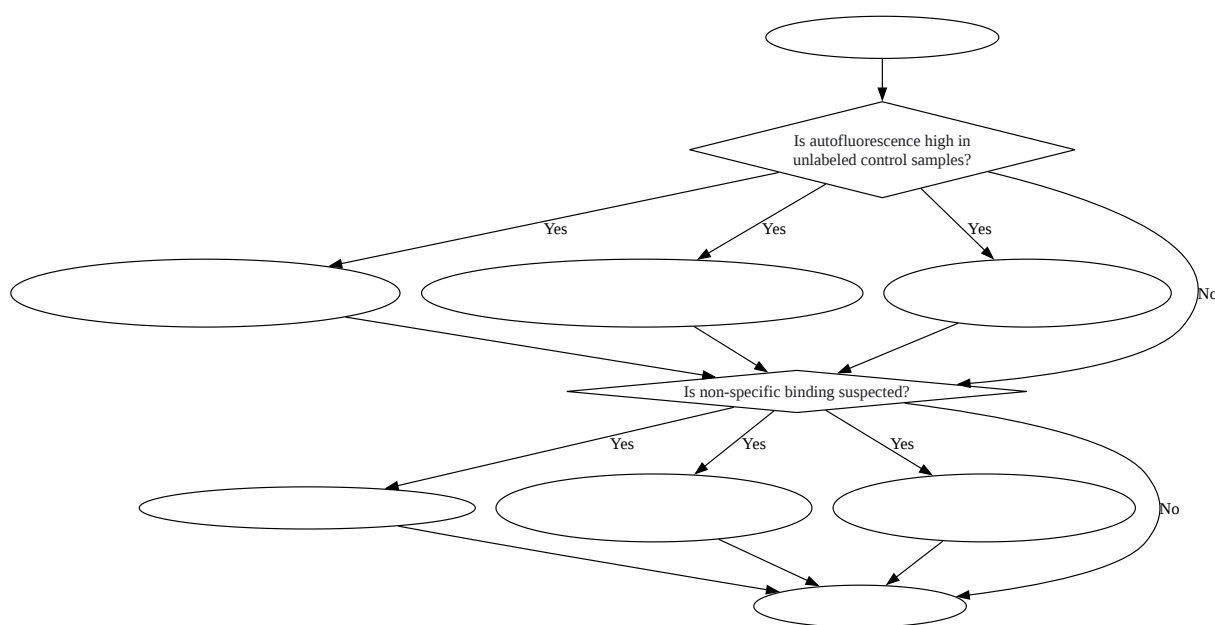 Is autofluorescence high in
unlabeled control samples?
Yes
Yes
Yes
No
Is non-specific binding suspected?
Yes
Yes
Yes
No